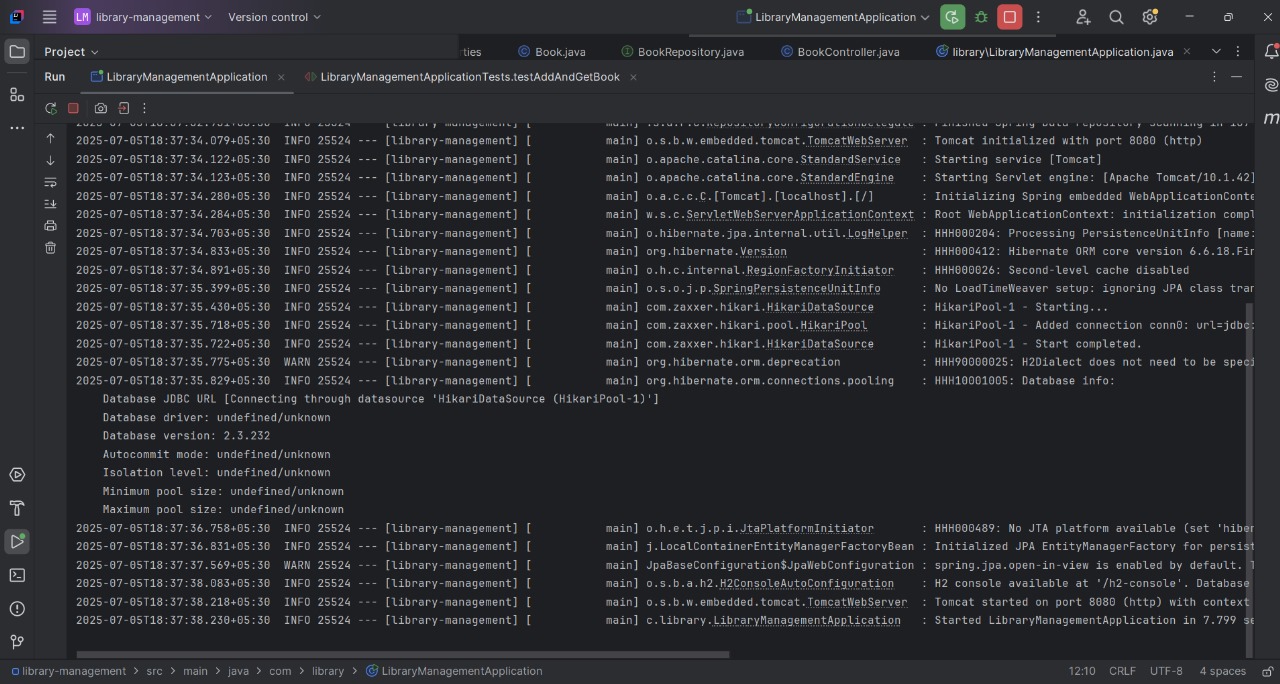 LM library-management Version control LibraryManagementApplication
Project rties Book.java BookRepository.java BookController.java library\LibraryManagementApplication.java
Run LibraryManagementApplication LibraryManagementApplicationTests.testAddAndGetBook
2025-07-05T18:37:34.079+05:30 INFO 25524 --- [library-management] [ main] o.s.b.w.embedded.tomcat.TomcatWebServer : Tomcat initialized with port 8080 (http)
2025-07-05T18:37:34.122+05:30 INFO 25524 --- [library-management] [ main] o.apache.catalina.core.StandardService : Starting service [Tomcat]
2025-07-05T18:37:34.123+05:30 INFO 25524 --- [library-management] [ main] o.apache.catalina.core.StandardEngine : Starting Servlet engine: [Apache Tomcat/10.1.42]
2025-07-05T18:37:34.280+05:30 INFO 25524 --- [library-management] [ main] o.a.c.c.C.[Tomcat].[localhost].[/] : Initializing Spring embedded WebApplicationConte
2025-07-05T18:37:34.284+05:30 INFO 25524 --- [library-management] [ main] w.s.c.ServletWebServerApplicationContext : Root WebApplicationContext: initialization compl
2025-07-05T18:37:34.703+05:30 INFO 25524 --- [library-management] [ main] o.hibernate.jpa.internal.util.LogHelper : HHH000204: Processing PersistenceUnitInfo [name:
2025-07-05T18:37:34.833+05:30 INFO 25524 --- [library-management] [ main] org.hibernate.Version : HHH000412: Hibernate ORM core version 6.6.18.Fin
2025-07-05T18:37:34.891+05:30 INFO 25524 --- [library-management] [ main] o.h.c.internal.RegionFactoryInitiator : HHH000026: Second-level cache disabled
2025-07-05T18:37:35.399+05:30 INFO 25524 --- [library-management] [ main] o.s.o.j.p.SpringPersistenceUnitInfo : No LoadTimeWeaver setup: ignoring JPA class tran
2025-07-05T18:37:35.430+05:30 INFO 25524 --- [library-management] [ main] com.zaxxer.hikari.HikariDataSource : HikariPool-1 - Starting...
2025-07-05T18:37:35.718+05:30 INFO 25524 --- [library-management] [ main] com.zaxxer.hikari.pool.HikariPool : HikariPool-1 - Added connection conn0: url=jdbc:
2025-07-05T18:37:35.722+05:30 INFO 25524 --- [library-management] [ main] com.zaxxer.hikari.HikariDataSource : HikariPool-1 - Start completed.
2025-07-05T18:37:35.775+05:30 WARN 25524 --- [library-management] [ main] org.hibernate.orm.deprecation : HHH90000025: H2Dialect does not need to be speci
2025-07-05T18:37:35.829+05:30 INFO 25524 --- [library-management] [ main] org.hibernate.orm.connections.pooling : HHH10001005: Database info:
Database JDBC URL [Connecting through datasource 'HikariDataSource (HikariPool-1)']
Database driver: undefined/unknown
Database version: 2.3.232
Autocommit mode: undefined/unknown
Isolation level: undefined/unknown
Minimum pool size: undefined/unknown
Maximum pool size: undefined/unknown
2025-07-05T18:37:36.758+05:30 INFO 25524 --- [library-management] [ main] o.h.e.t.j.p.i.JtaPlatformInitiator : HHH000489: No JTA platform available (set 'hiber
2025-07-05T18:37:36.831+05:30 INFO 25524 --- [library-management] [ main] j.LocalContainerEntityManagerFactoryBean : Initialized JPA EntityManagerFactory for persist
2025-07-05T18:37:37.569+05:30 WARN 25524 --- [library-management] [ main] JpaBaseConfiguration$JpaWebConfiguration : spring.jpa.open-in-view is enabled by default. T
2025-07-05T18:37:38.083+05:30 INFO 25524 --- [library-management] [ main] o.s.b.a.h2.H2ConsoleAutoConfiguration : H2 console available at '/h2-console'. Database
2025-07-05T18:37:38.218+05:30 INFO 25524 --- [library-management] [ main] o.s.b.w.embedded.tomcat.TomcatWebServer : Tomcat started on port 8080 (http) with context
2025-07-05T18:37:38.230+05:30 INFO 25524 --- [library-management] [ main] c.library.LibraryManagementApplication : Started LibraryManagementApplication in 7.799 se
library-management > src > main > java > com > library > LibraryManagementApplication 12:10 CRLF UTF-8 4 spaces